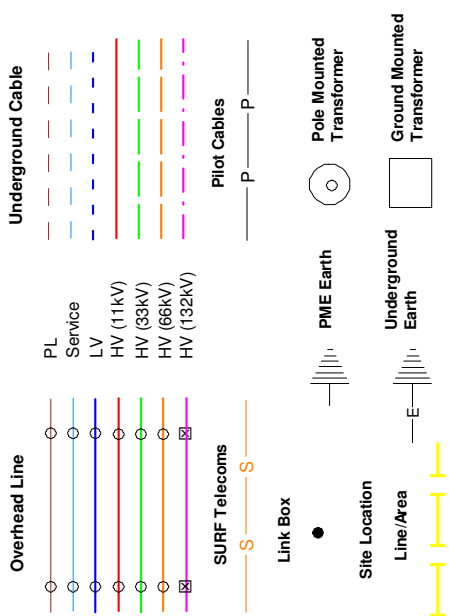 Overhead Line
Underground Cable
PL
Service
LV
HV (11kV)
HV (33kV)
HV (66kV)
HV (132kV)
SURF Telecoms
S
S
Pilot Cables
P
P
Link Box
PME Earth
Pole Mounted
Transformer
Site Location
Line/Area
E
Underground
Earth
Ground Mounted
Transformer